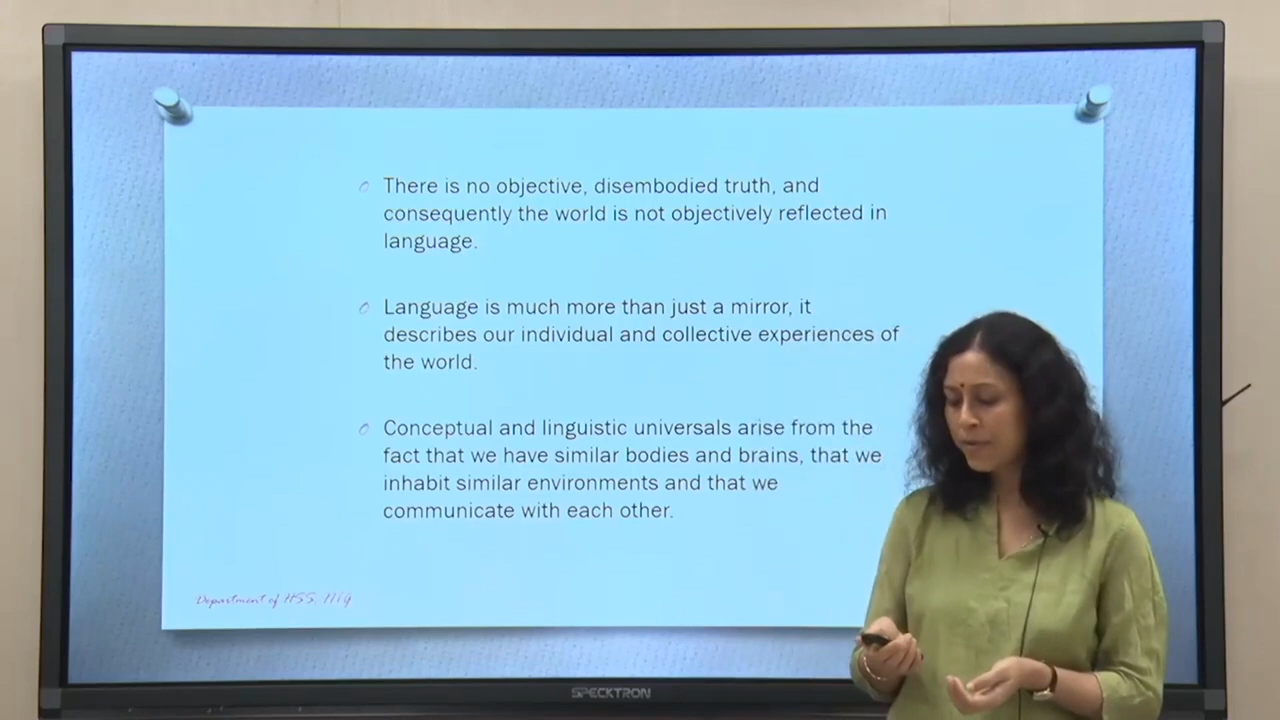 There is no objective, disembodied truth, and
consequently the world is not objectively reflected in
language.
Language is much more than just a mirror, it
describes our individual and collective experiences of
the world.
Conceptual and linguistic universals arise from the
fact that we have similar bodies and brains, that we
inhabit similar environments and that we
communicate with each other.
Department of HSS, IITG
SPECKTRON